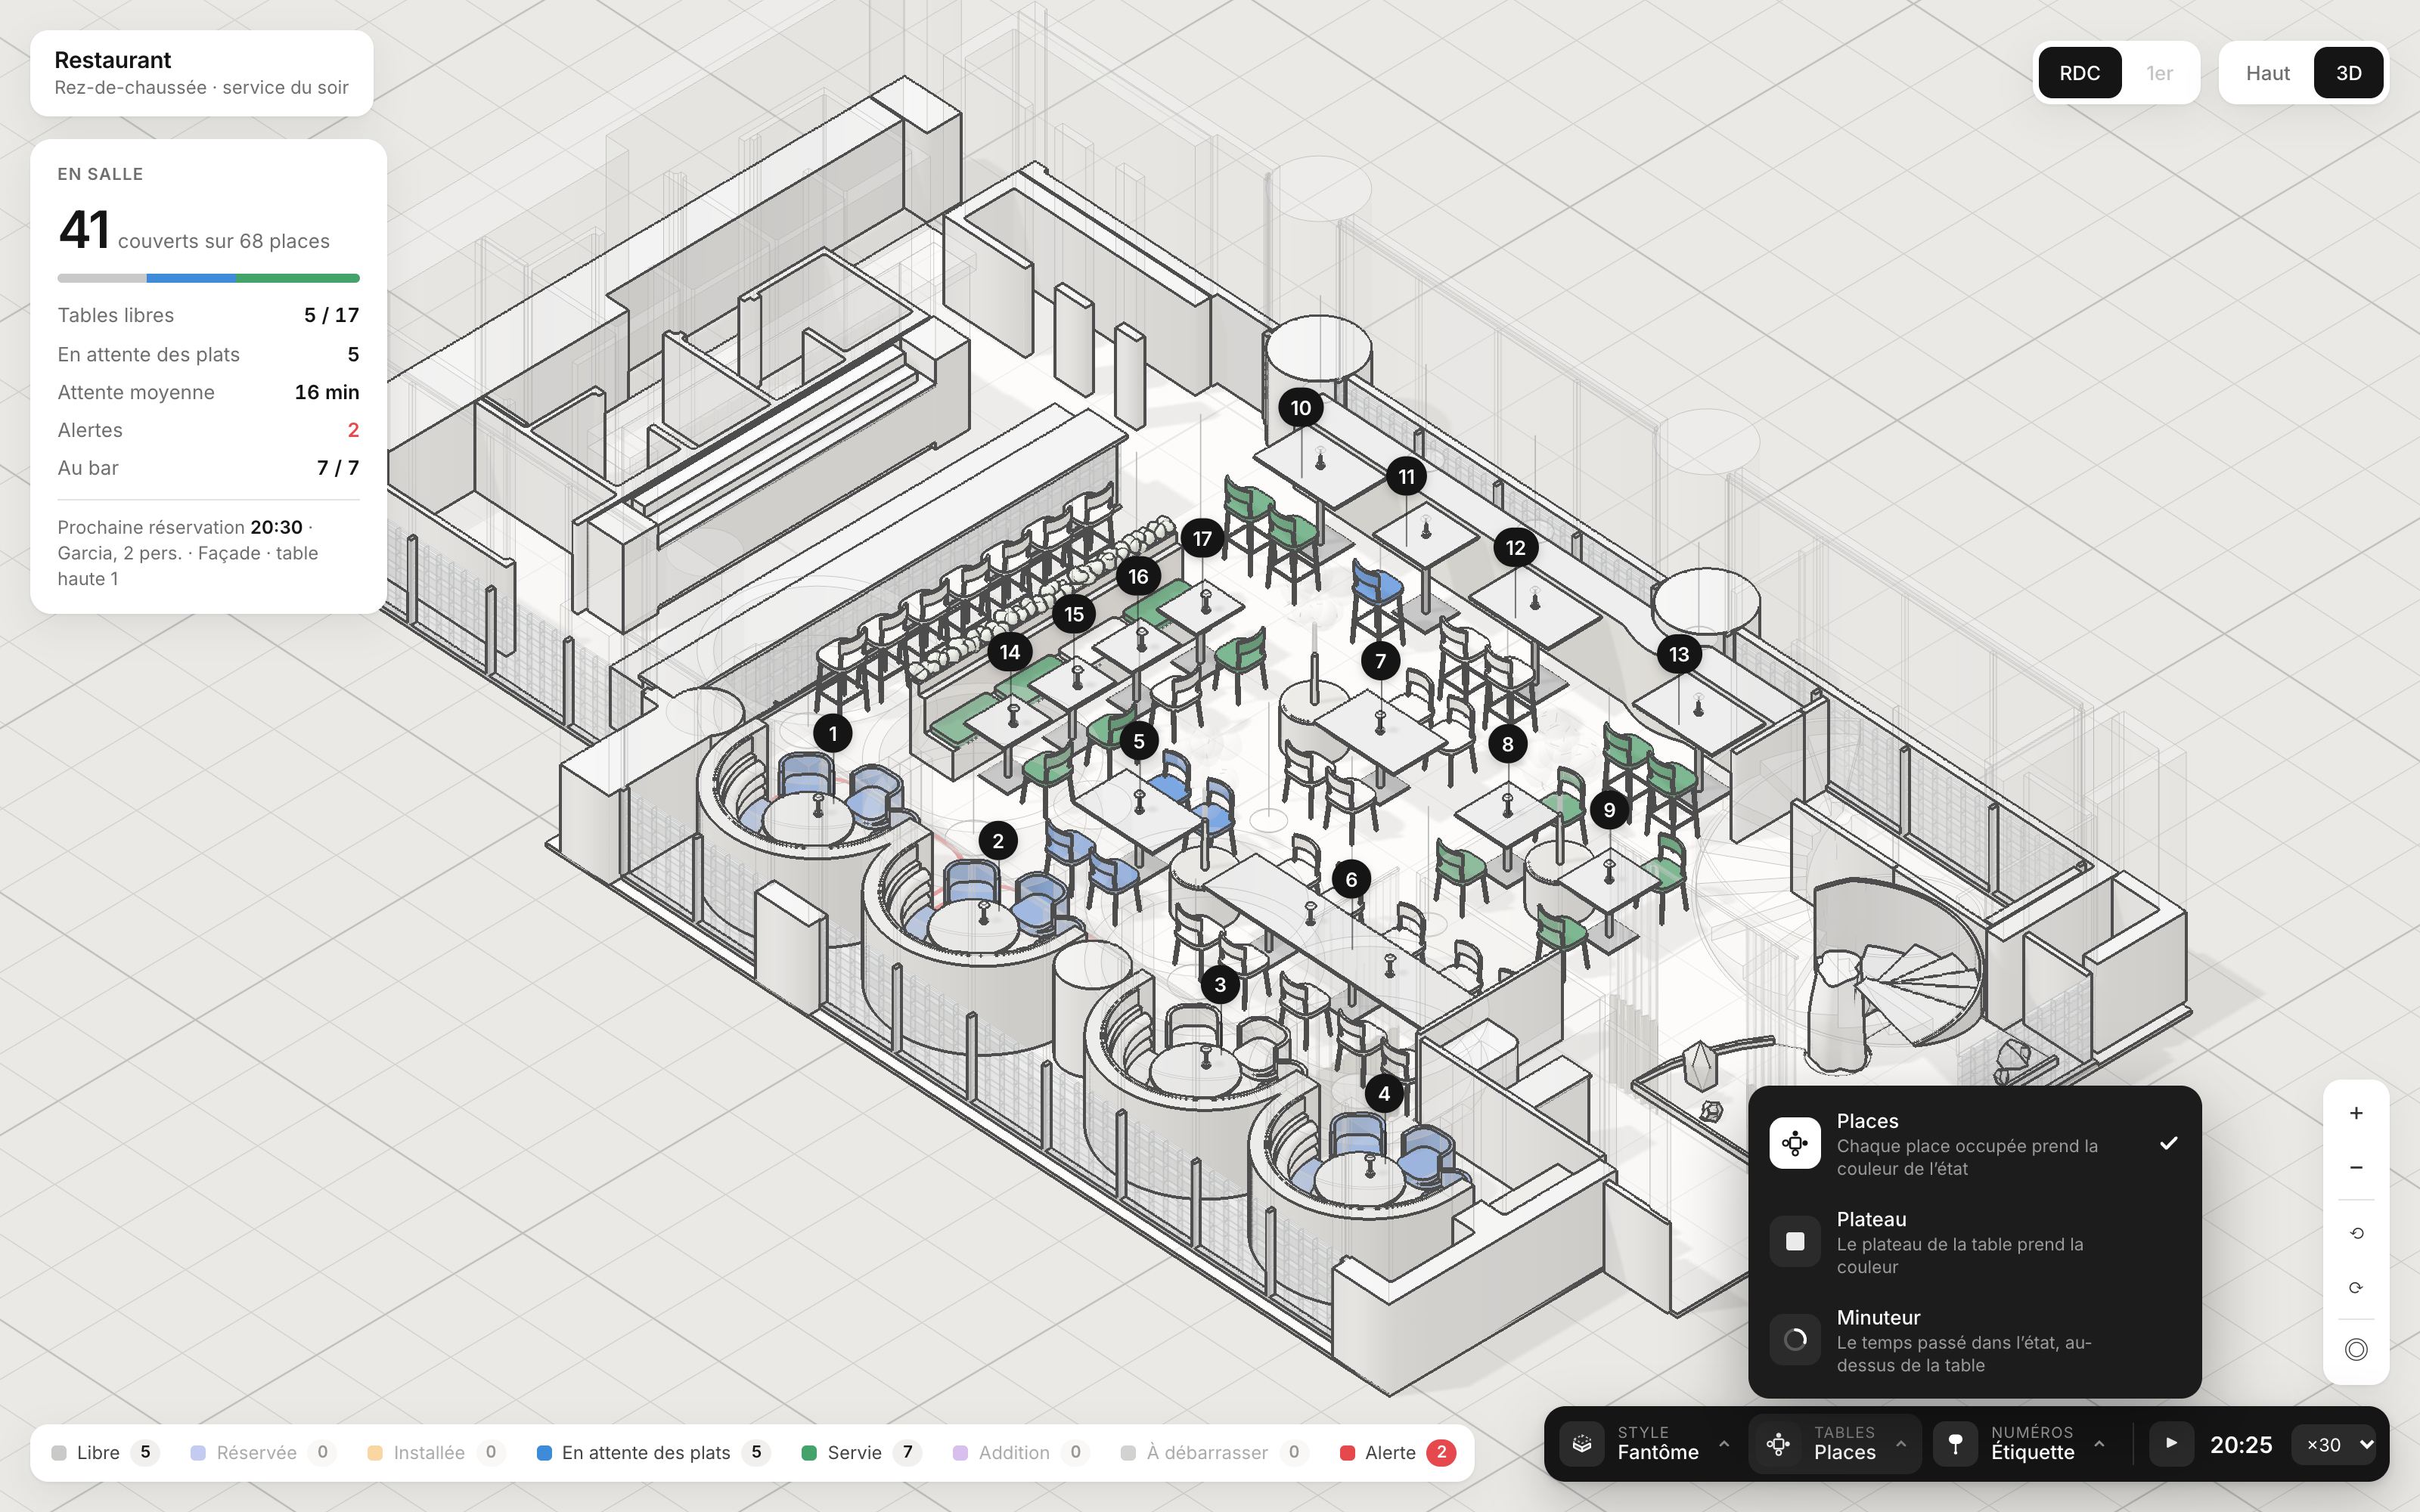 Restaurant
Rez-de-chaussée · service du soir
RDC
1er
Haut
3D
EN SALLE
41 couverts sur 68 places
Tables libres 5 / 17
En attente des plats 5
Attente moyenne 16 min
Alertes 2
Au bar 7 / 7
Prochaine réservation 20:30 ·
Garcia, 2 pers. · Façade · table
haute 1
10
11
12
17
16
15
14
13
7
1
5
8
9
2
6
3
4
Places
Chaque place occupée prend la
couleur de l’état
Plateau
Le plateau de la table prend la
couleur
Minuteur
Le temps passé dans l’état, au-
dessus de la table
+
−
Libre 5
Réservée 0
Installée 0
En attente des plats 5
Servie 7
Addition 0
À débarrasser 0
Alerte 2
STYLE
Fantôme
TABLES
Places
NUMÉROS
Étiquette
20:25
×30